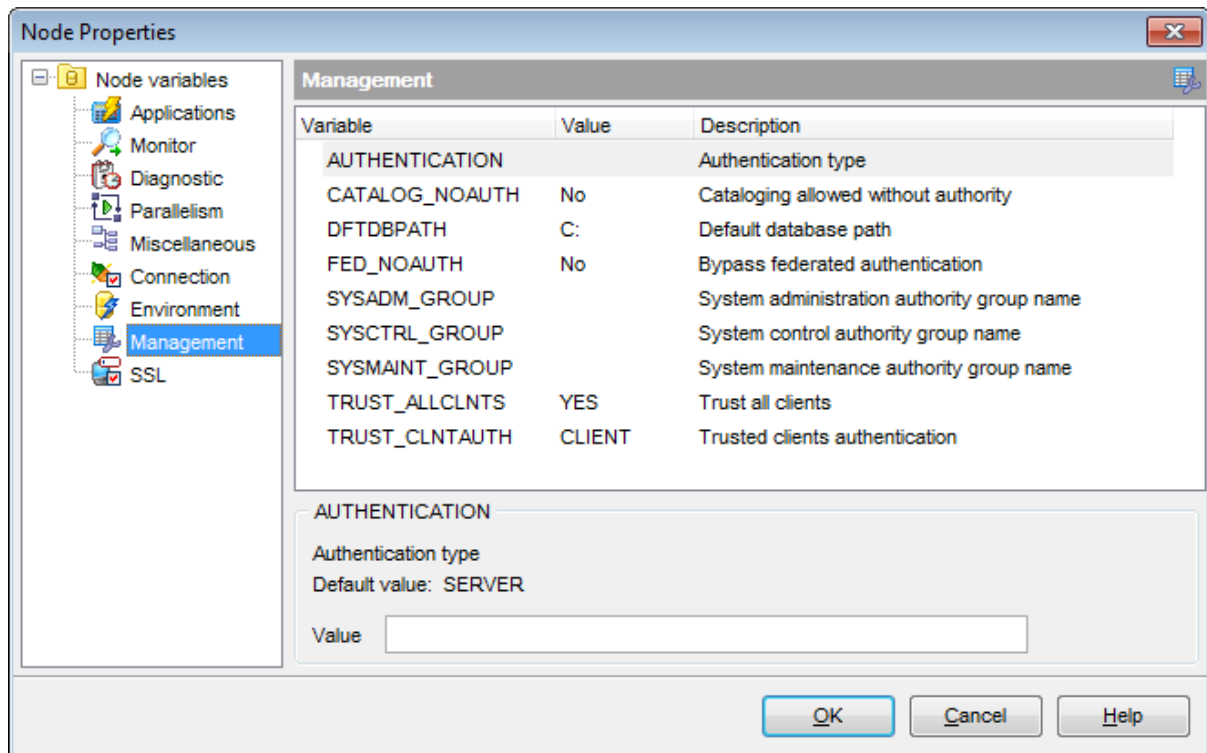 Node Properties
Node variables
Applications
Monitor
Diagnostic
Parallelism
Miscellaneous
Connection
Environment
Management
SSL
Management
Variable Value Description
AUTHENTICATION Authentication type
CATALOG_NOAUTH No Cataloging allowed without authority
DFTDBPATH C: Default database path
FED_NOAUTH No Bypass federated authentication
SYSADM_GROUP System administration authority group name
SYSCTRL_GROUP System control authority group name
SYSMAINT_GROUP System maintenance authority group name
TRUST_ALLCLNTS YES Trust all clients
TRUST_CLNTAUTH CLIENT Trusted clients authentication
AUTHENTICATION
Authentication type
Default value: SERVER
Value
OK Cancel Help